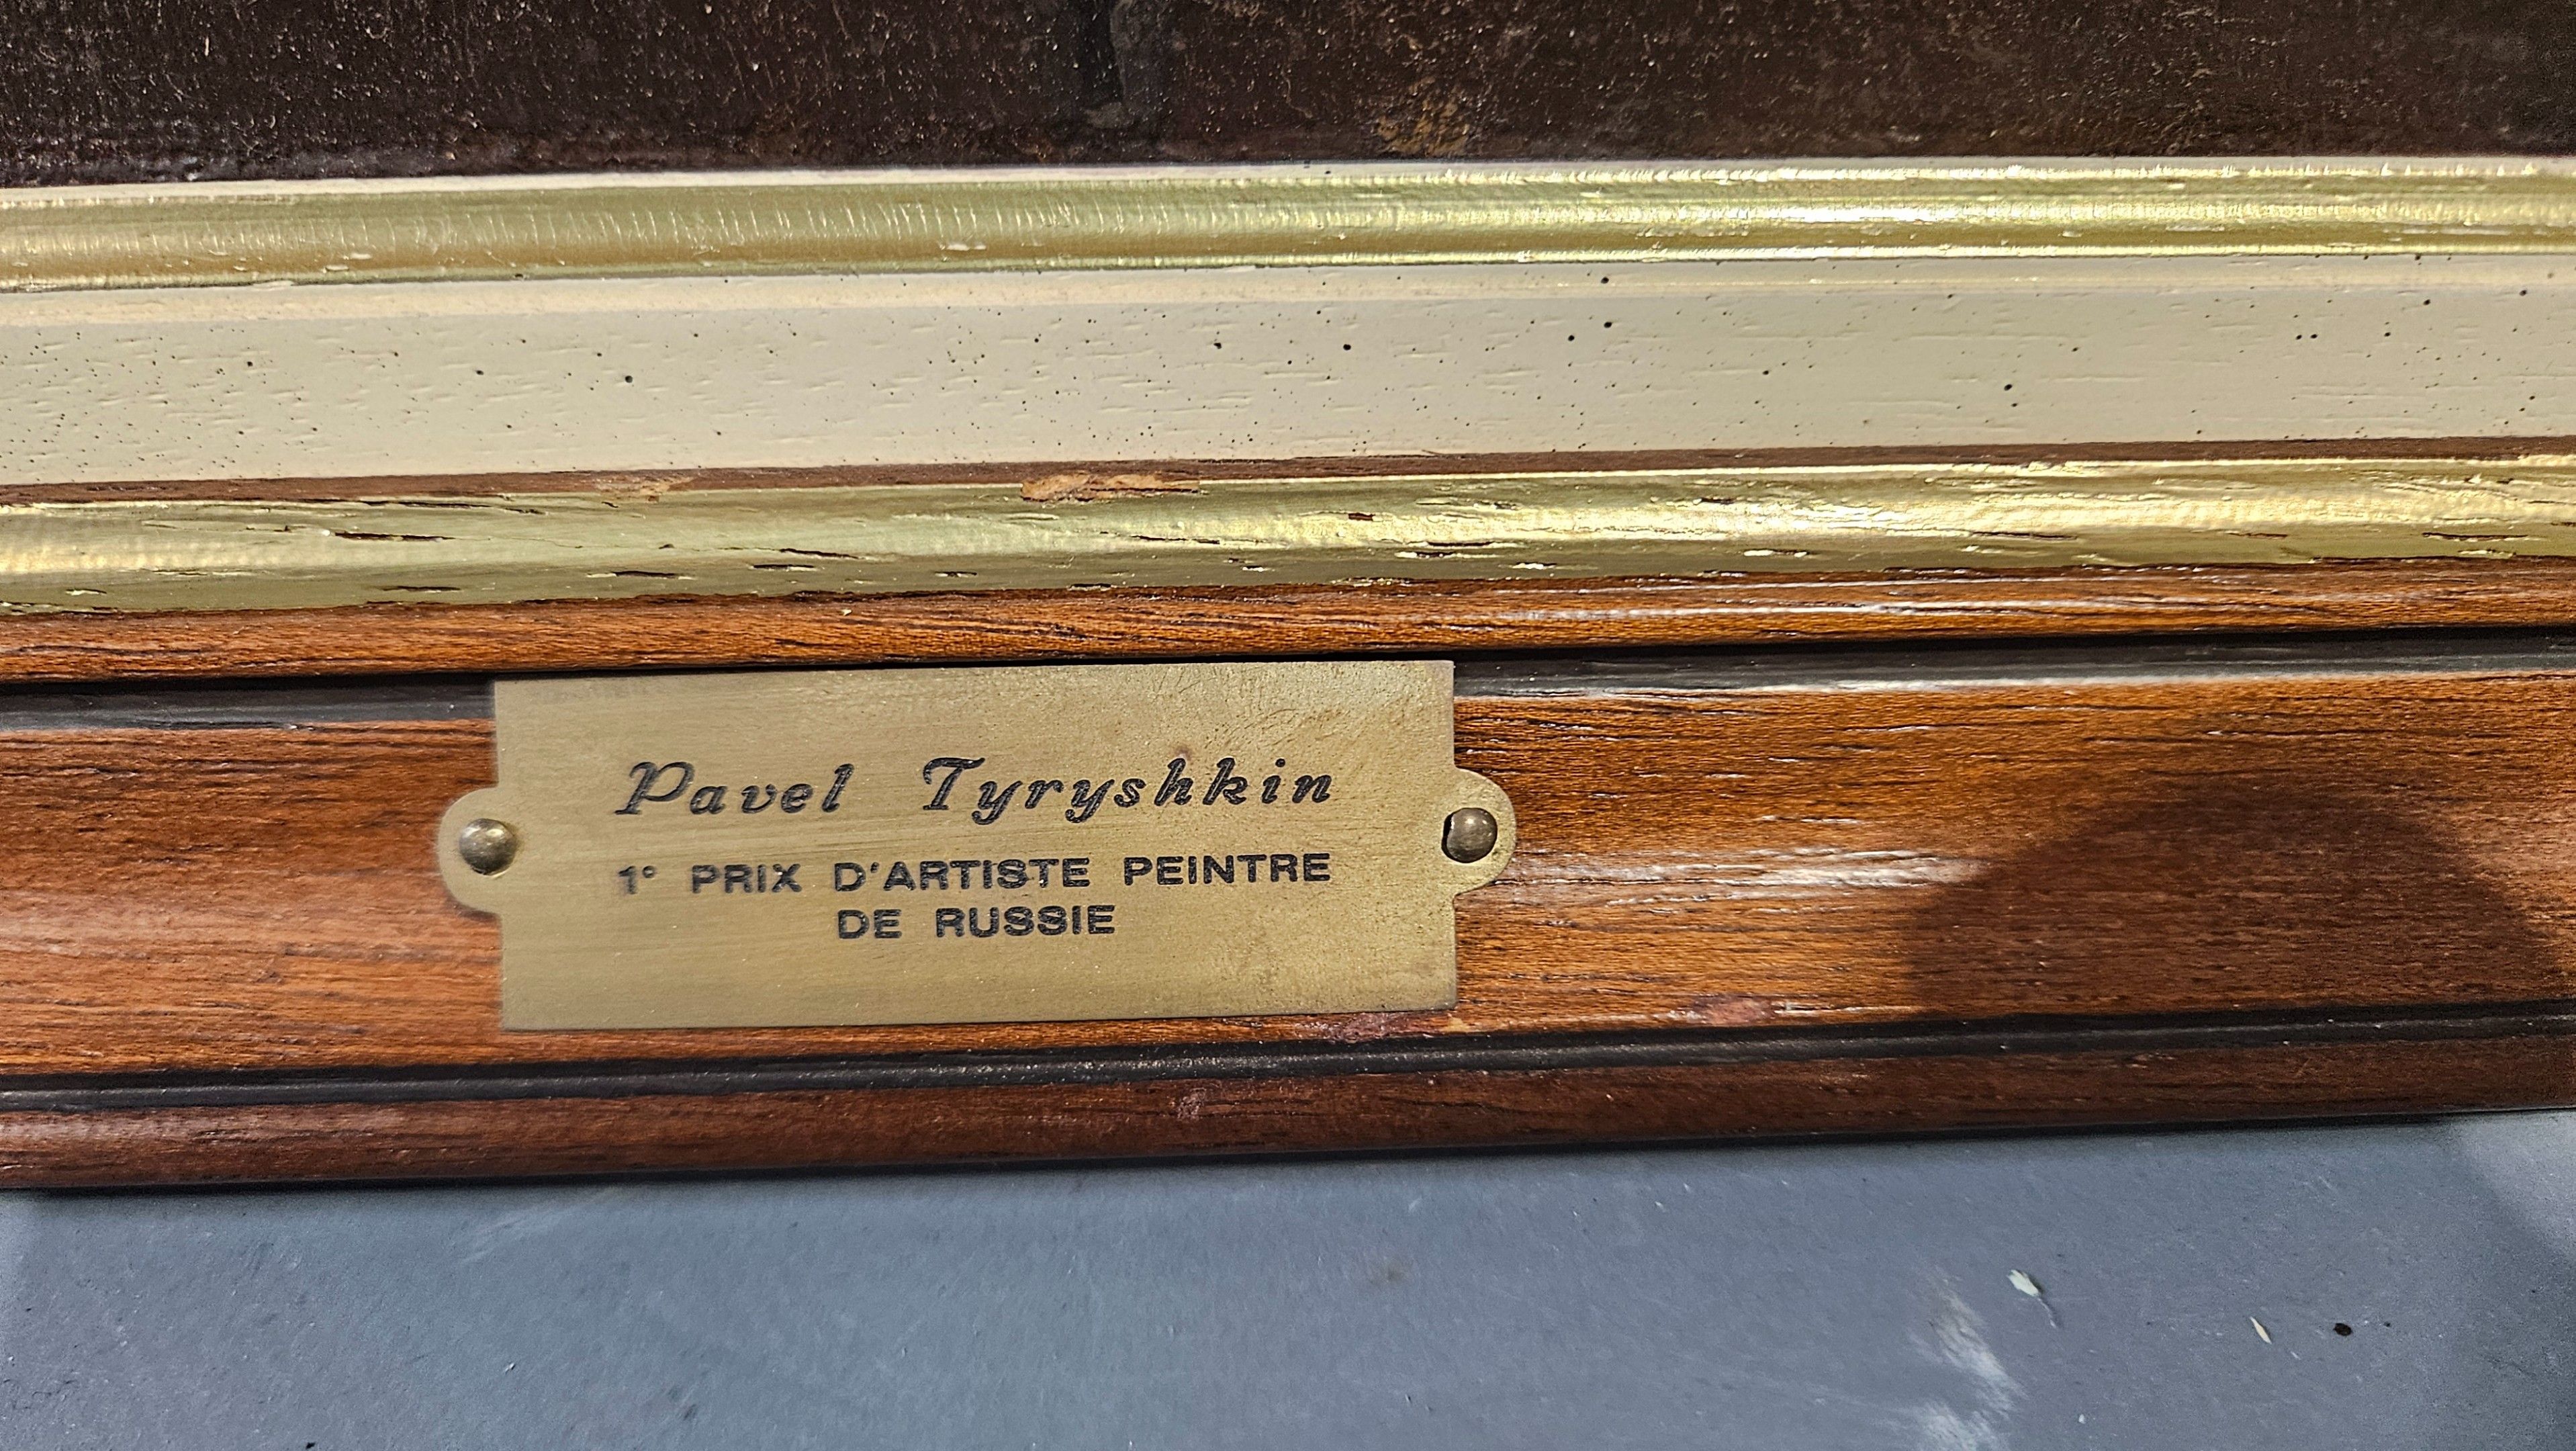 Pavel Tyryshkin
1° PRIX D'ARTISTE PEINTRE
DE RUSSIE